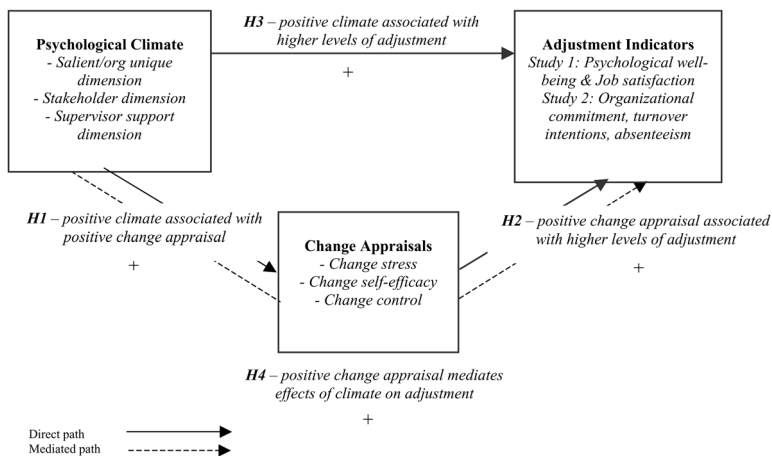 H3 – positive climate associated with
higher levels of adjustment
+
Psychological Climate
- Salient/org unique
dimension
- Stakeholder dimension
- Supervisor support
dimension
Adjustment Indicators
Study 1: Psychological well-
being & Job satisfaction
Study 2: Organizational
commitment, turnover
intentions, absenteeism
H1 – positive climate associated with
positive change appraisal
+
Change Appraisals
- Change stress
- Change self-efficacy
- Change control
H2 – positive change appraisal associated
with higher levels of adjustment
+
H4 – positive change appraisal mediates
effects of climate on adjustment
+
Direct path
Mediated path